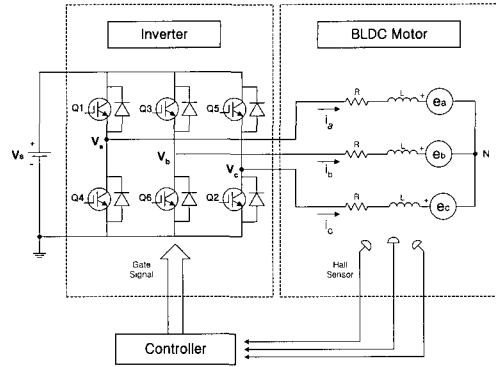 Inverter
BLDC Motor
Q1
Q3
Q5
R
L
+
ea
ia
Va
Vs
+
-
Vb
R
L
+
eb
N
ib
Vc
Q4
Q6
Q2
R
L
+
ec
ic
Gate
Signal
Hall
Sensor
Controller